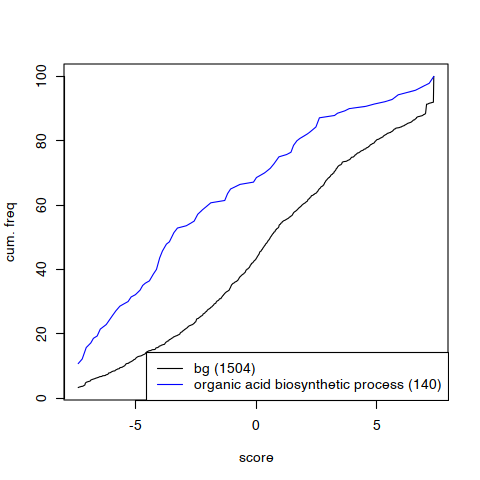 cum. freq
100
80
60
40
20
0
bg (1504)
organic acid biosynthetic process (140)
-5 0 5
score